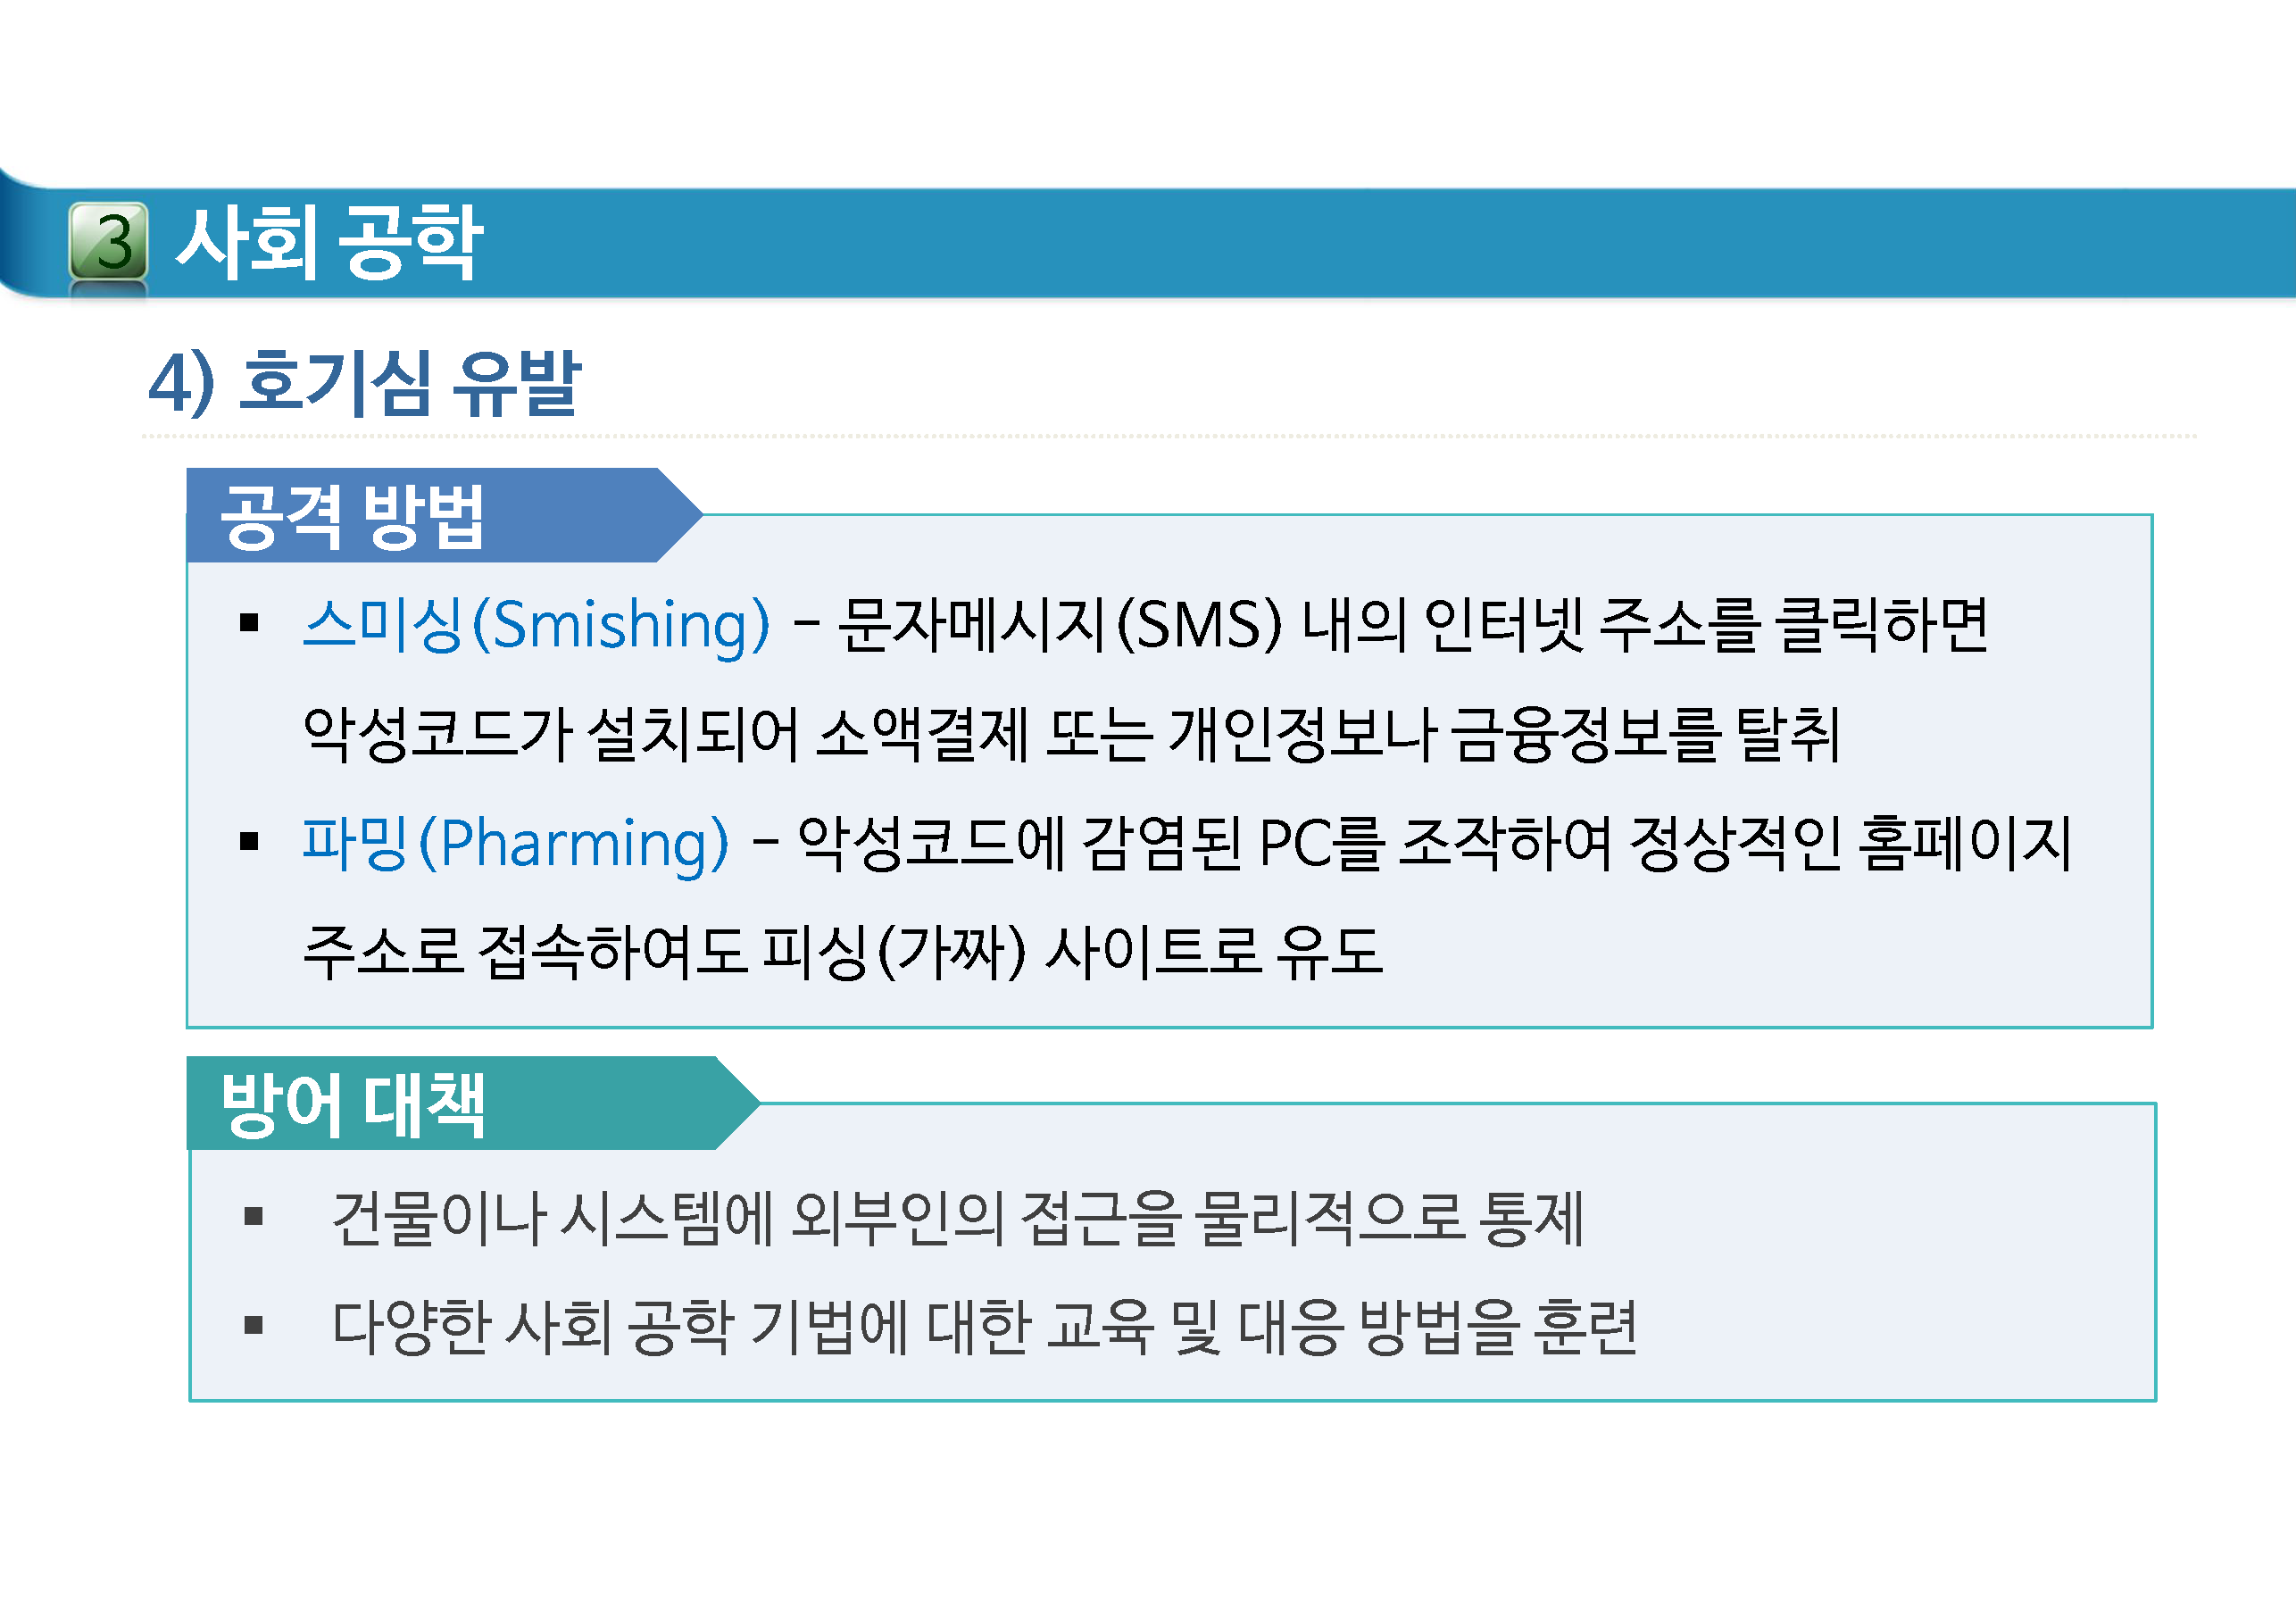 3 사회 공학
4) 호기심 유발
공격 방법
▪ 스미싱(Smishing) - 문자메시지(SMS) 내의 인터넷 주소를 클릭하면
악성코드가 설치되어 소액결제 또는 개인정보나 금융정보를 탈취
▪ 파밍(Pharming) - 악성코드에 감염된 PC를 조작하여 정상적인 홈페이지
주소로 접속하여도 피싱(가짜) 사이트로 유도
방어 대책
▪ 건물이나 시스템에 외부인의 접근을 물리적으로 통제
▪ 다양한 사회 공학 기법에 대한 교육 및 대응 방법을 훈련